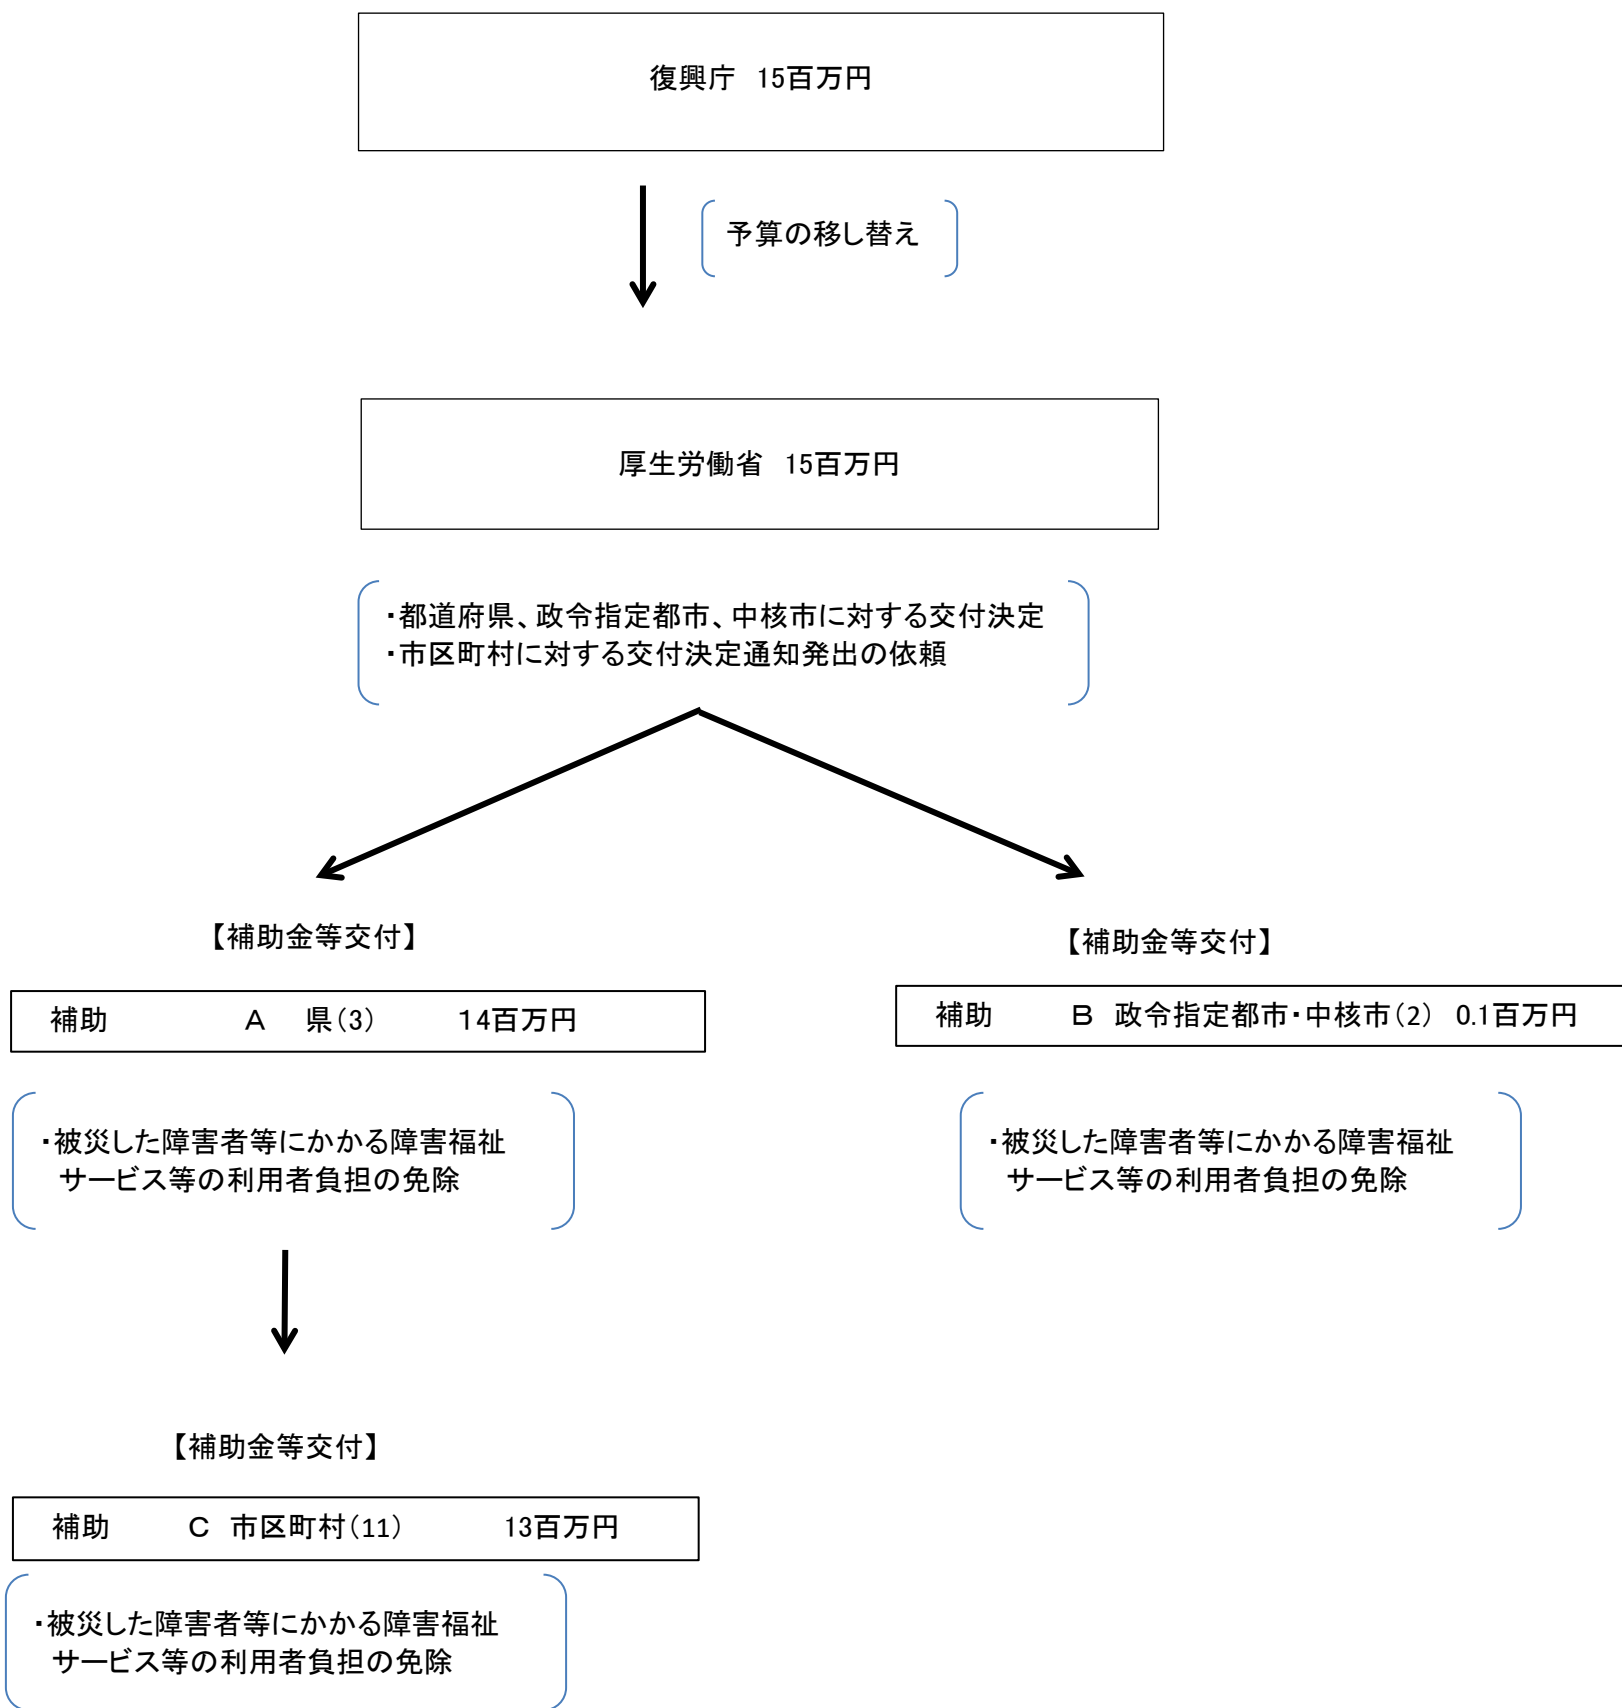 復興庁　15百万円
予算の移し替え
厚生労働省　15百万円
・都道府県、政令指定都市、中核市に対する交付決定
・市区町村に対する交付決定通知発出の依頼
【補助金等交付】
【補助金等交付】
補助　A　県（3）　14百万円
補助　B　政令指定都市・中核市（2）　0.1百万円
・被災した障害者等にかかる障害福祉
サービス等の利用者負担の免除
・被災した障害者等にかかる障害福祉
サービス等の利用者負担の免除
【補助金等交付】
補助　C　市区町村（11）　13百万円
・被災した障害者等にかかる障害福祉
サービス等の利用者負担の免除